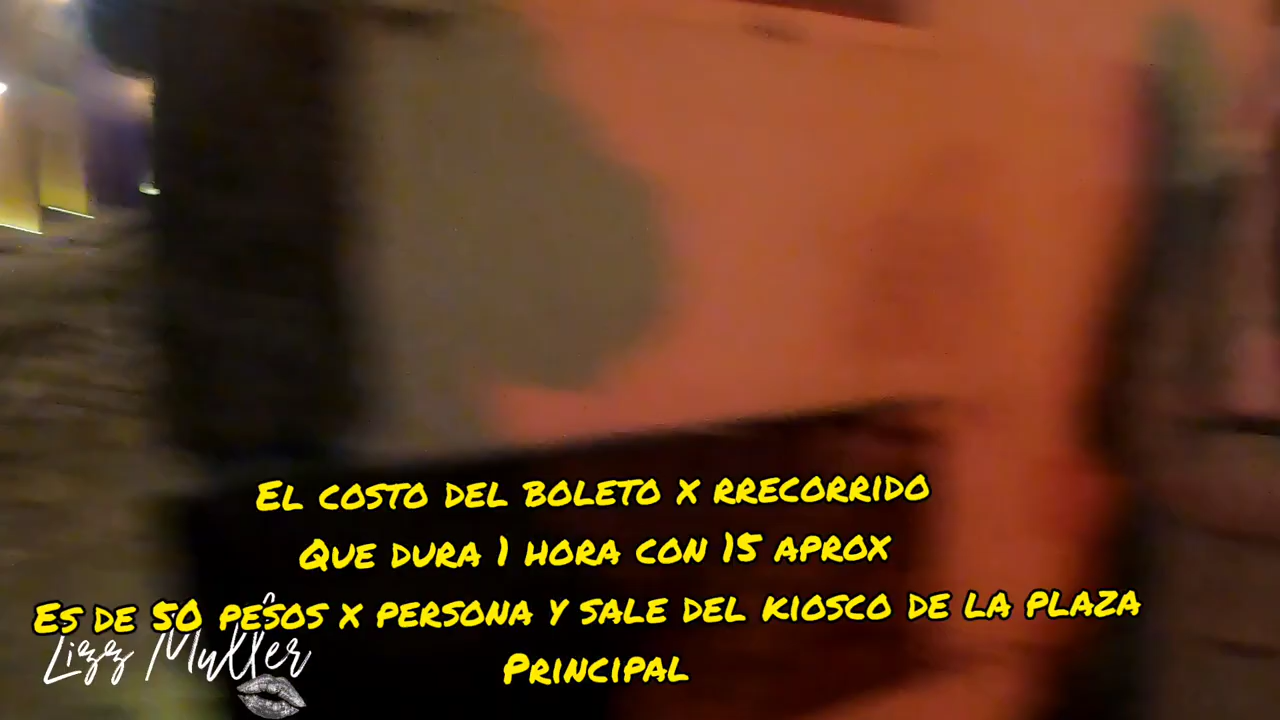 El costo del boleto x rrecorrido
Que dura 1 hora con 15 aprox
Es de 50 pesos x persona y sale del kiosco de la plaza
Principal
Lizz Muller